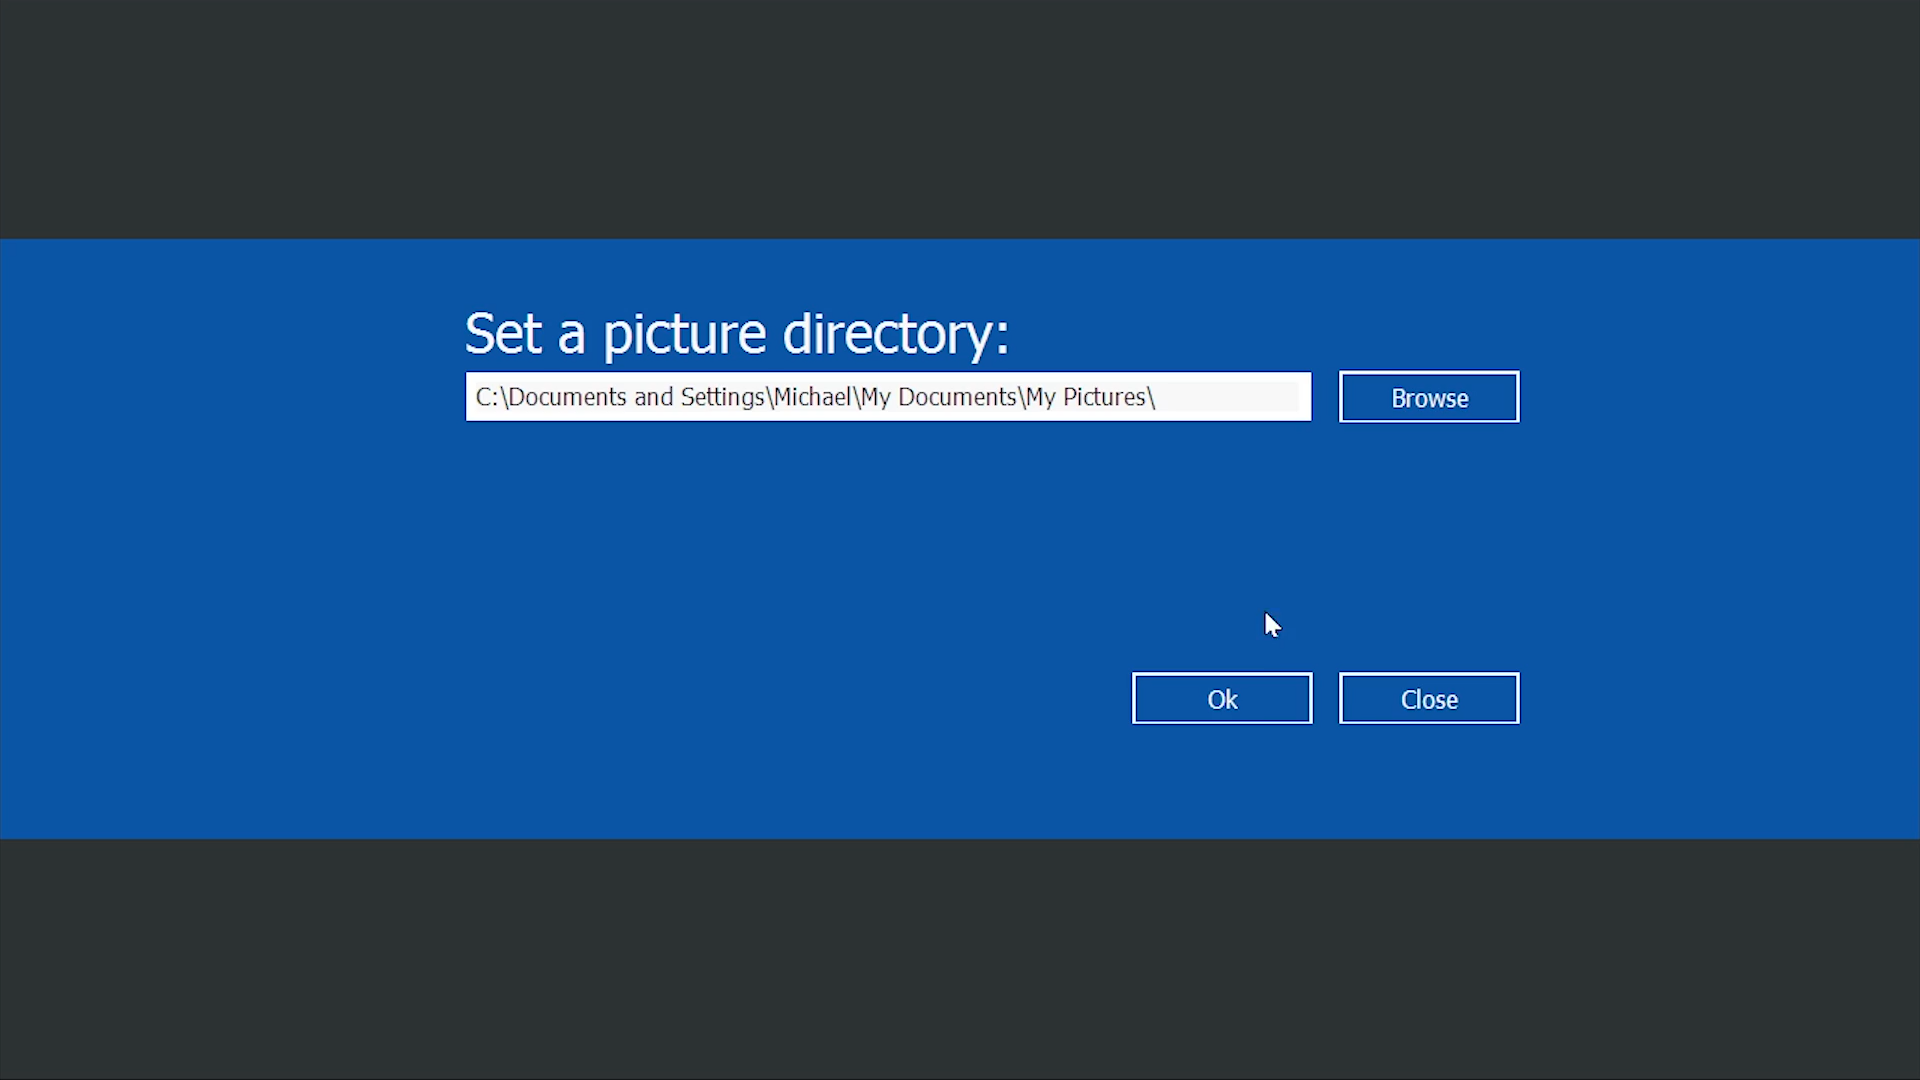 Set a picture directory:
C:\Documents and Settings\Michael\My Documents\My Pictures\
Browse
Ok
Close